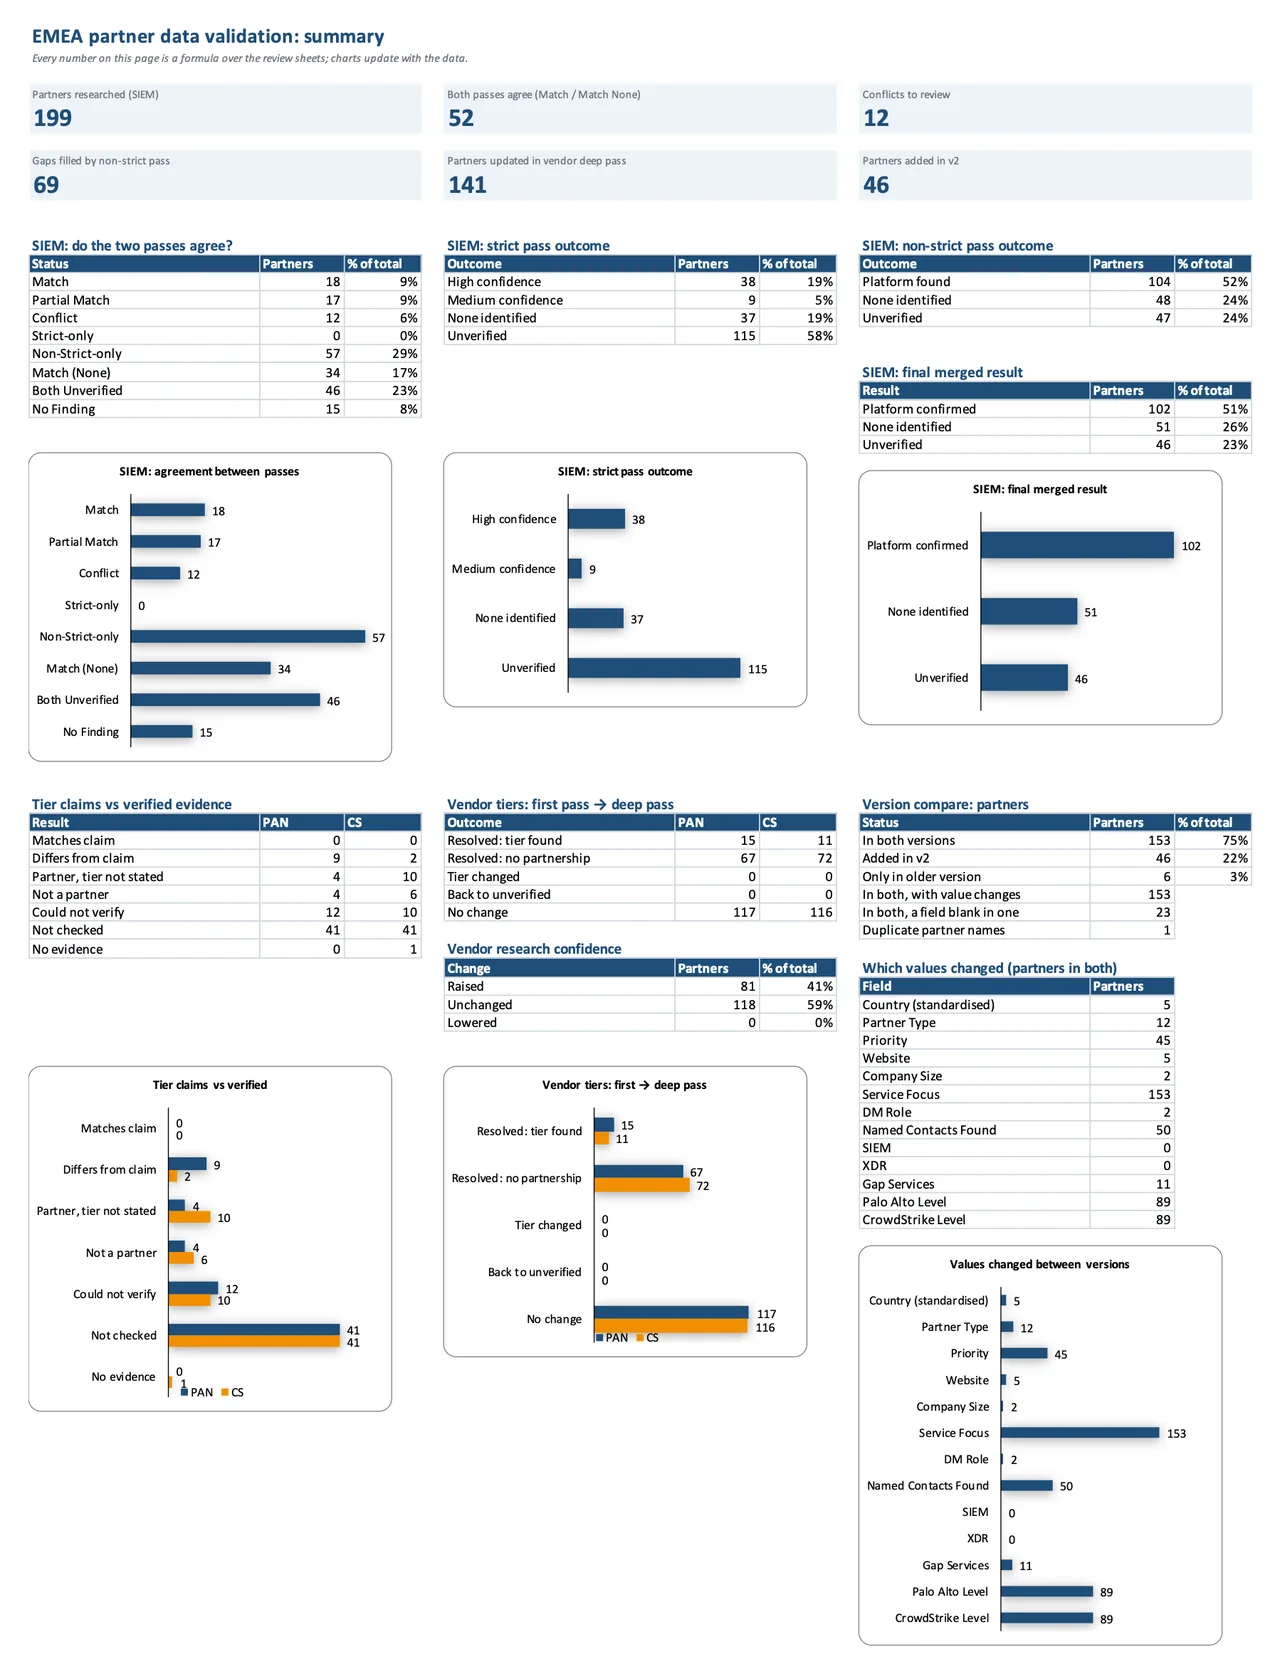 EMEA partner data validation: summary
Every number on this page is a formula over the review sheets; charts update with the data.
Partners researched (SIEM)
199
Both passes agree (Match / Match None)
52
Conflicts to review
12
Gaps filled by non-strict pass
69
Partners updated in vendor deep pass
141
Partners added in v2
46
SIEM: do the two passes agree?
Status Partners % of total
Match 18 9%
Partial Match 17 9%
Conflict 12 6%
Strict-only 0 0%
Non-Strict-only 57 29%
Match (None) 34 17%
Both Unverified 46 23%
No Finding 15 8%
SIEM: strict pass outcome
Outcome Partners % of total
High confidence 38 19%
Medium confidence 9 5%
None identified 37 19%
Unverified 115 58%
SIEM: non-strict pass outcome
Outcome Partners % of total
Platform found 104 52%
None identified 48 24%
Unverified 47 24%
SIEM: final merged result
Result Partners % of total
Platform confirmed 102 51%
None identified 51 26%
Unverified 46 23%
SIEM: agreement between passes
Match 18
Partial Match 17
Conflict 12
Strict-only 0
Non-Strict-only 57
Match (None) 34
Both Unverified 46
No Finding 15
SIEM: strict pass outcome
High confidence 38
Medium confidence 9
None identified 37
Unverified 115
SIEM: final merged result
Platform confirmed 102
None identified 51
Unverified 46
Tier claims vs verified evidence
Result PAN CS
Matches claim 0 0
Differs from claim 9 2
Partner, tier not stated 4 10
Not a partner 4 6
Could not verify 12 10
Not checked 41 41
No evidence 0 1
Vendor tiers: first pass → deep pass
Outcome PAN CS
Resolved: tier found 15 11
Resolved: no partnership 67 72
Tier changed 0 0
Back to unverified 0 0
No change 117 116
Vendor research confidence
Change Partners % of total
Raised 81 41%
Unchanged 118 59%
Lowered 0 0%
Version compare: partners
Status Partners % of total
In both versions 153 75%
Added in v2 46 22%
Only in older version 6 3%
In both, with value changes 153
In both, a field blank in one 23
Duplicate partner names 1
Which values changed (partners in both)
Field Partners
Country (standardised) 5
Partner Type 12
Priority 45
Website 5
Company Size 2
Service Focus 153
DM Role 2
Named Contacts Found 50
SIEM 0
XDR 0
Gap Services 11
Palo Alto Level 89
CrowdStrike Level 89
Tier claims vs verified
Matches claim 0
0
Differs from claim 9
2
Partner, tier not stated 4
10
Not a partner 4
6
Could not verify 12
10
Not checked 41
41
No evidence 0
1
PAN CS
Vendor tiers: first → deep pass
Resolved: tier found 15
11
Resolved: no partnership 67
72
Tier changed 0
0
Back to unverified 0
0
No change 117
116
PAN CS
Values changed between versions
Country (standardised) 5
Partner Type 12
Priority 45
Website 5
Company Size 2
Service Focus 153
DM Role 2
Named Contacts Found 50
SIEM 0
XDR 0
Gap Services 11
Palo Alto Level 89
CrowdStrike Level 89